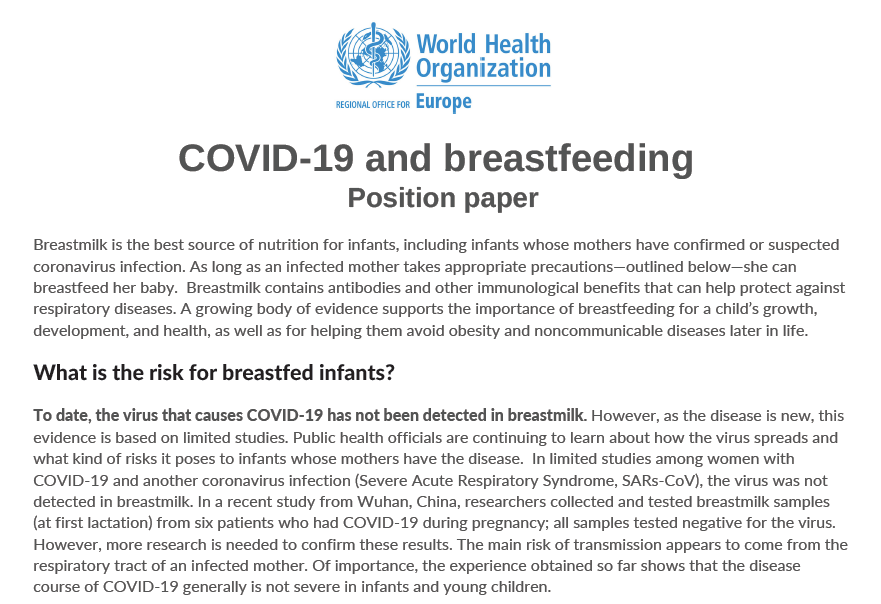 World Health
Organization
REGIONAL OFFICE FOR Europe
COVID-19 and breastfeeding
Position paper
Breastmilk is the best source of nutrition for infants, including infants whose mothers have confirmed or suspected
coronavirus infection. As long as an infected mother takes appropriate precautions—outlined below—she can
breastfeed her baby.  Breastmilk contains antibodies and other immunological benefits that can help protect against
respiratory diseases. A growing body of evidence supports the importance of breastfeeding for a child’s growth,
development, and health, as well as for helping them avoid obesity and noncommunicable diseases later in life.
What is the risk for breastfed infants?
To date, the virus that causes COVID-19 has not been detected in breastmilk. However, as the disease is new, this
evidence is based on limited studies. Public health officials are continuing to learn about how the virus spreads and
what kind of risks it poses to infants whose mothers have the disease.  In limited studies among women with
COVID-19 and another coronavirus infection (Severe Acute Respiratory Syndrome, SARs-CoV), the virus was not
detected in breastmilk. In a recent study from Wuhan, China, researchers collected and tested breastmilk samples
(at first lactation) from six patients who had COVID-19 during pregnancy; all samples tested negative for the virus.
However, more research is needed to confirm these results. The main risk of transmission appears to come from the
respiratory tract of an infected mother. Of importance, the experience obtained so far shows that the disease
course of COVID-19 generally is not severe in infants and young children.